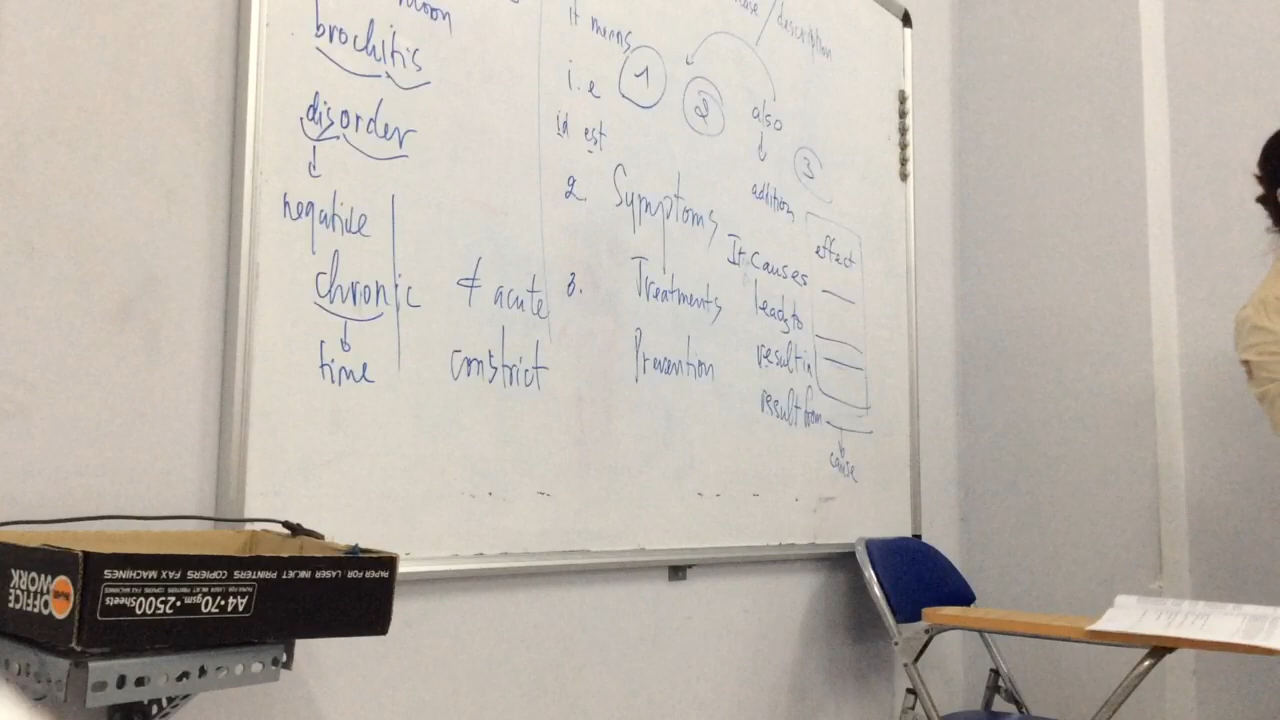 brochitis
disorder
negative
chronic ≠ acute
time
constrict
it means
i.e
id est
1
2
description
also
addition
3
2. Symptoms
3. Treatments
Prevention
It causes
leads to
result in
result from
effect
cause
PAPER FOR LASER INKJET PRINTERS COPIERS FAX MACHINES
A4•70gsm.•2500Sheets
OFFICE
WORK